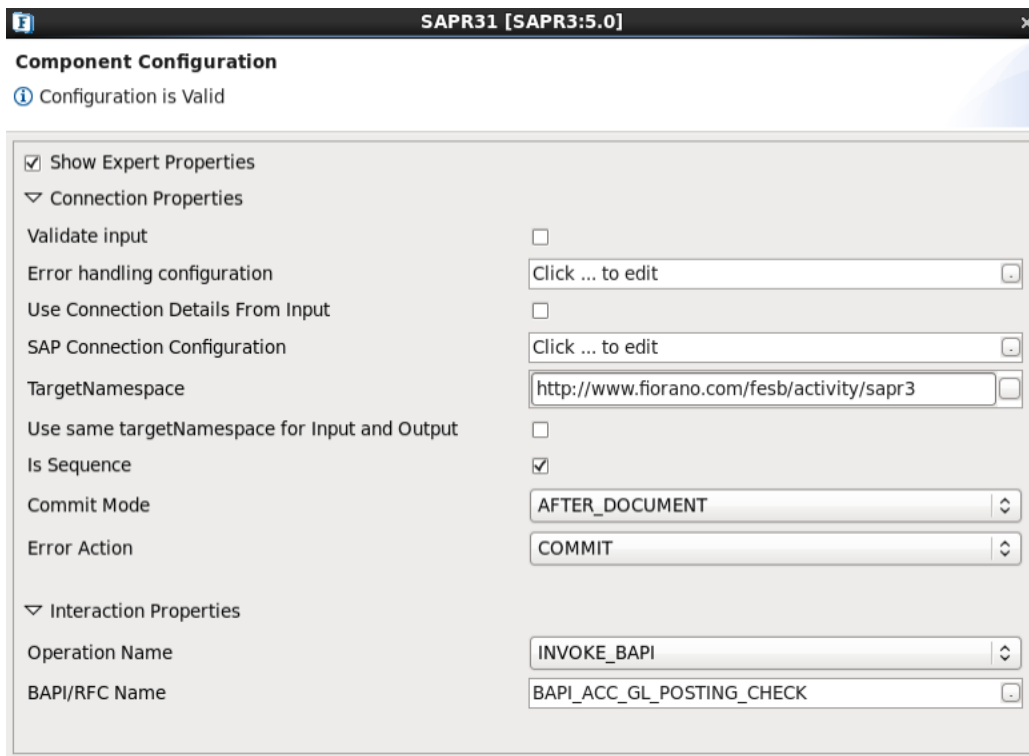 SAPR31 [SAPR3:5.0]
Component Configuration
Configuration is Valid
Show Expert Properties
Connection Properties
Validate input
Error handling configuration Click ... to edit
Use Connection Details From Input
SAP Connection Configuration Click ... to edit
TargetNamespace http://www.fiorano.com/fesb/activity/sapr3
Use same targetNamespace for Input and Output
Is Sequence
Commit Mode AFTER_DOCUMENT
Error Action COMMIT
Interaction Properties
Operation Name INVOKE_BAPI
BAPI/RFC Name BAPI_ACC_GL_POSTING_CHECK